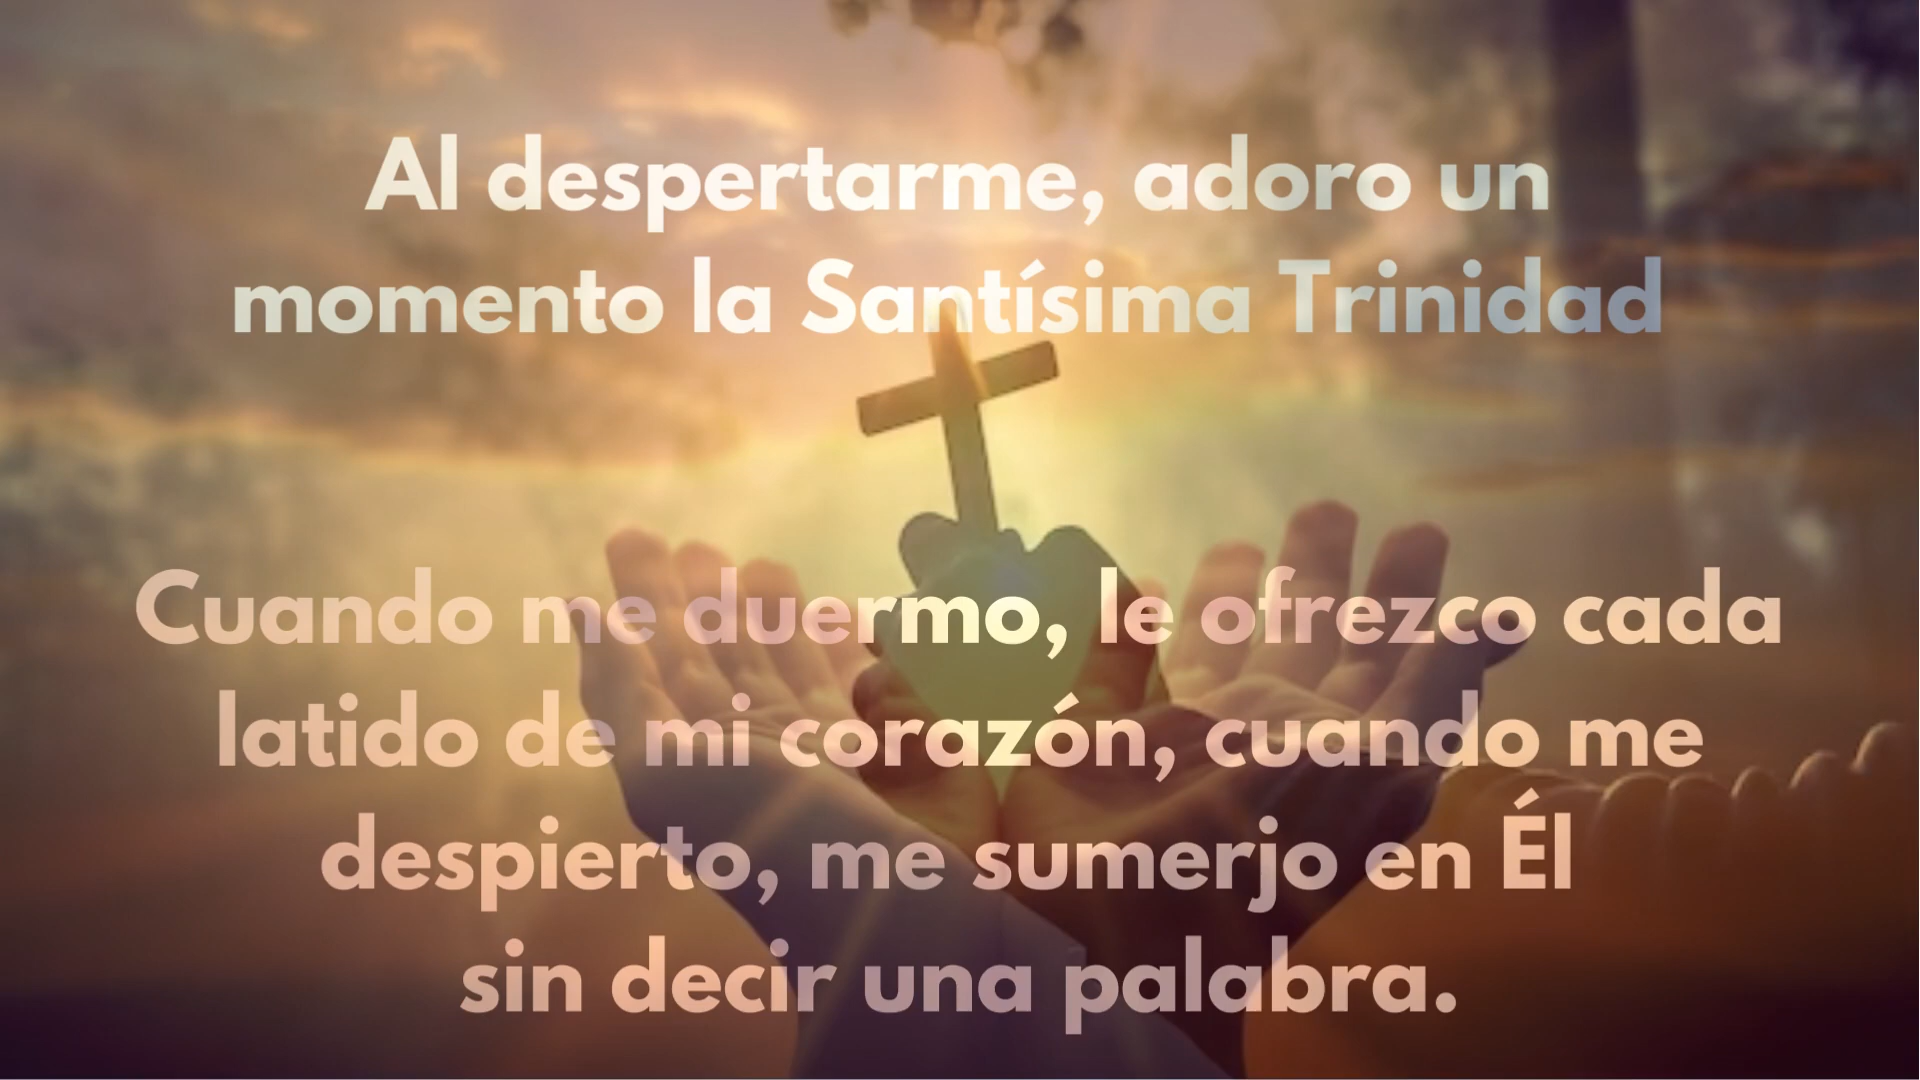 Al despertarme, adoro un
momento la Santísima Trinidad
Cuando me duermo, le ofrezco cada
latido de mi corazón, cuando me
despierto, me sumerjo en Él
sin decir una palabra.